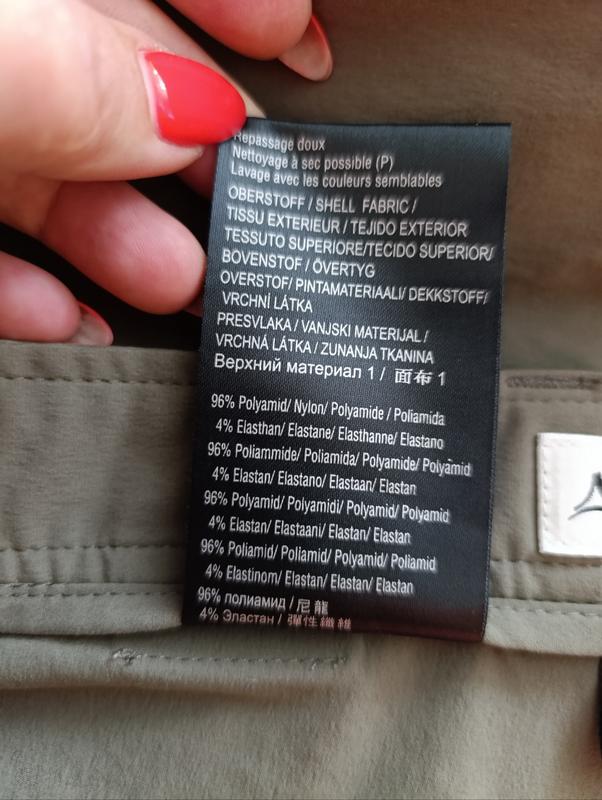 Repassage doux
Nettoyage à sec possible (P)
Lavage avec les couleurs semblables
OBERSTOFF / SHELL FABRIC /
TISSU EXTERIEUR / TEJIDO EXTERIOR
TESSUTO SUPERIORE/TECIDO SUPERIOR/
BOVENSTOF / ÖVERTYG
OVERSTOF/ PINTAMATERIAALI/ DEKKSTOFF/
VRCHNÍ LÁTKA
PRESVLAKA / VANJSKI MATERIJAL /
VRCHNÁ LÁTKA / ZUNANJA TKANINA
Верхний материал 1 / 面布 1
96% Polyamid/ Nylon/ Polyamide / Poliamida
4% Elasthan/ Elastane/ Elasthanne/ Elastano
96% Poliammide/ Poliamida/ Polyamide/ Polyamid
4% Elastan/ Elastano/ Elastaan/ Elastan
96% Polyamid/ Polyamidi/ Polyamid/ Polyamid
4% Elastan/ Elastaani/ Elastan/ Elastan
96% Poliamid/ Poliamid/ Polyamid/ Poliamid
4% Elastinom/ Elastan/ Elastan/ Elastan
96% полиамид / 尼龍
4% Эластан / 彈性纖維